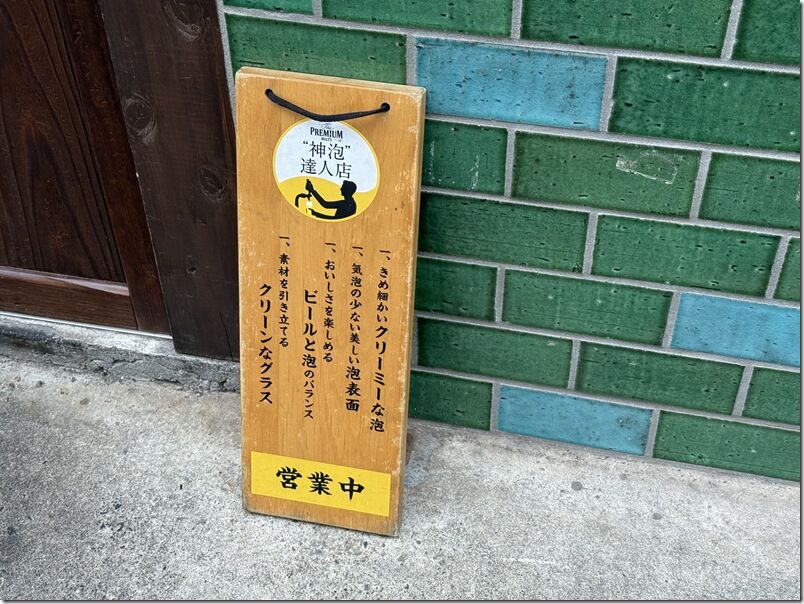 The
PREMIUM
MALT'S
“神泡”
達人店
一、きめ細かいクリーミーな泡
一、気泡の少ない美しい泡表面
一、おいしさを楽しめる
ビールと泡のバランス
一、素材を引き立てる
クリーンなグラス
営業中